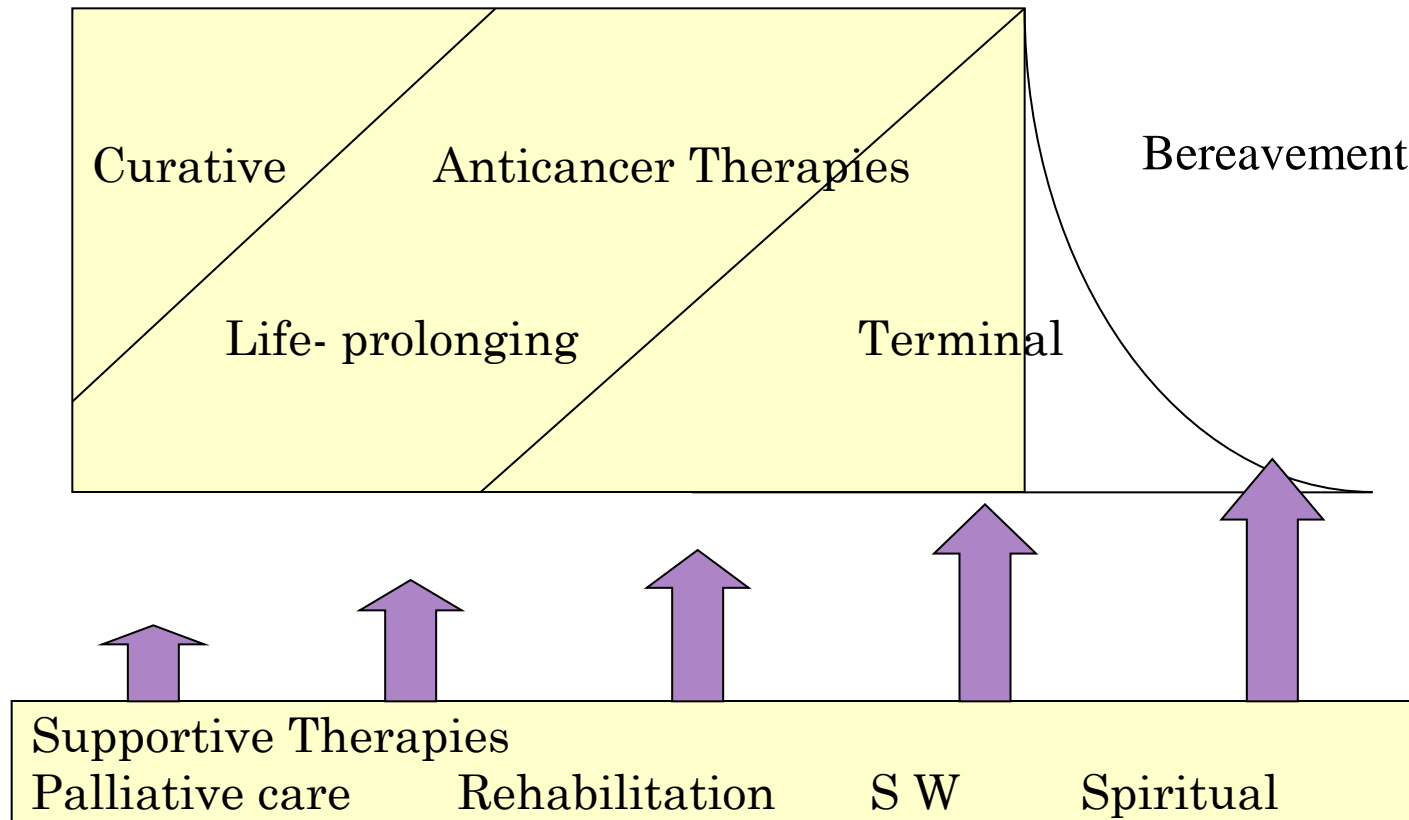 Curative Anticancer Therapies Bereavement
Life- prolonging Terminal
Supportive Therapies
Palliative care Rehabilitation S W Spiritual